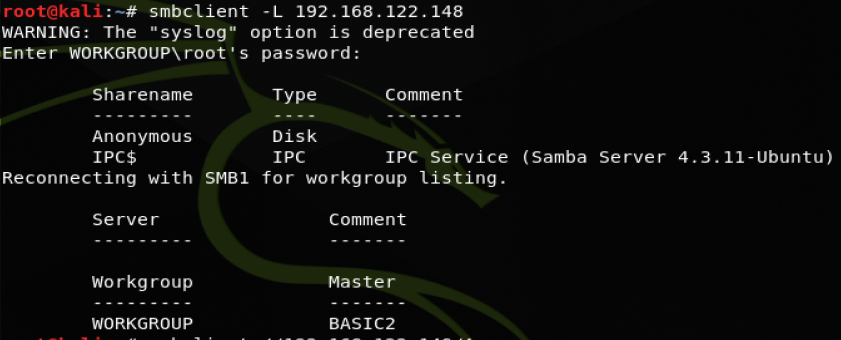 root@kali:~# smbclient -L 192.168.122.148
WARNING: The "syslog" option is deprecated
Enter WORKGROUP\root's password:
Sharename Type Comment
--------- ---- -------
Anonymous Disk
IPC$ IPC IPC Service (Samba Server 4.3.11-Ubuntu)
Reconnecting with SMB1 for workgroup listing.
Server Comment
--------- -------
Workgroup Master
--------- -------
WORKGROUP BASIC2